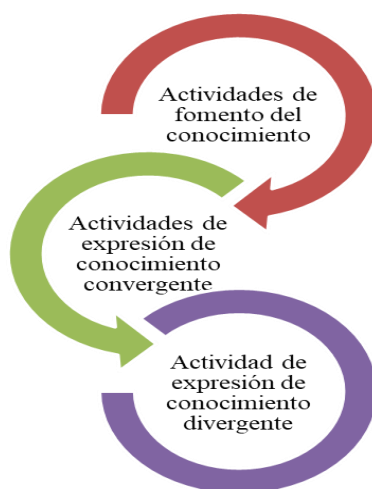 Actividades de
fomento del
conocimiento
Actividades de
expresión de
conocimiento
convergente
Actividad de
expresión de
conocimiento
divergente